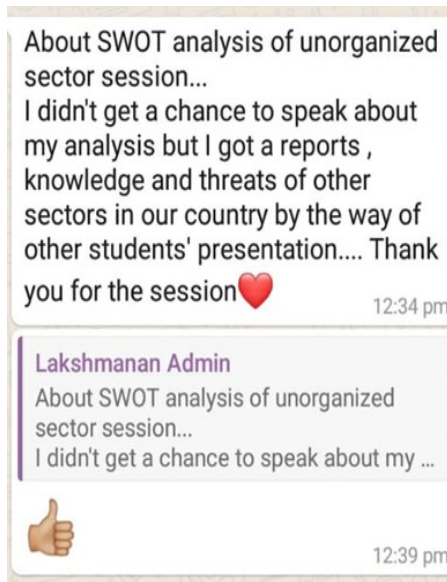 About SWOT analysis of unorganized
sector session...
I didn't get a chance to speak about
my analysis but I got a reports ,
knowledge and threats of other
sectors in our country by the way of
other students' presentation.... Thank
you for the session❤️
12:34 pm
Lakshmanan Admin
About SWOT analysis of unorganized
sector session...
I didn't get a chance to speak about my ...
👍🏼
12:39 pm